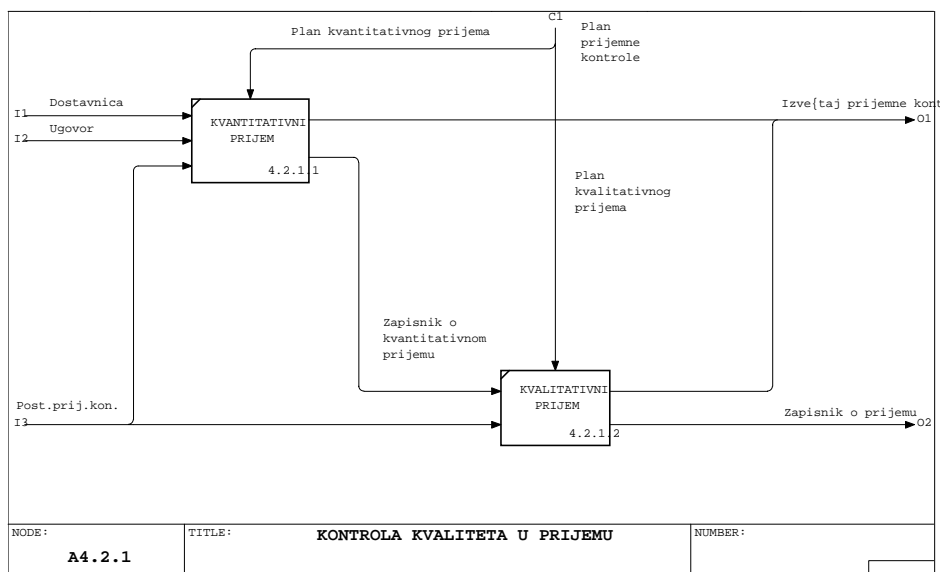 C1
Plan kvantitativnog prijema
Plan
prijemne
kontrole
Dostavnica
I1
Ugovor
I2
KVANTITATIVNI
PRIJEM
4.2.1.1
Izve{taj prijemne kont
O1
Plan
kvalitativnog
prijema
Zapisnik o
kvantitativnom
prijemu
Post.prij.kon.
I3
KVALITATIVNI
PRIJEM
4.2.1.2
Zapisnik o prijemu
O2
NODE:
A4.2.1
TITLE:
KONTROLA KVALITETA U PRIJEMU
NUMBER: